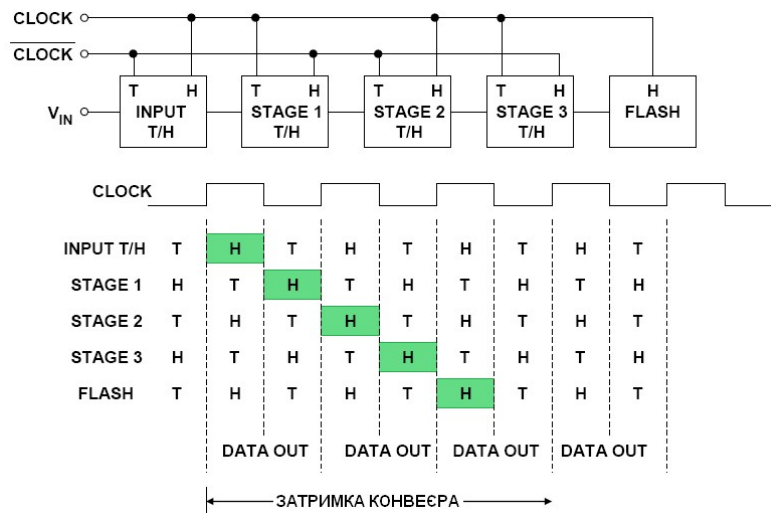 CLOCK
CLOCK
T H T H T H T H H
V_IN INPUT T/H STAGE 1 T/H STAGE 2 T/H STAGE 3 T/H FLASH
CLOCK
INPUT T/H T H T H T H T H T
STAGE 1 H T H T H T H T H
STAGE 2 T H T H T H T H T
STAGE 3 H T H T H T H T H
FLASH T H T H T H T H T
DATA OUT DATA OUT DATA OUT DATA OUT
ЗАТРИМКА КОНВЕЄРА